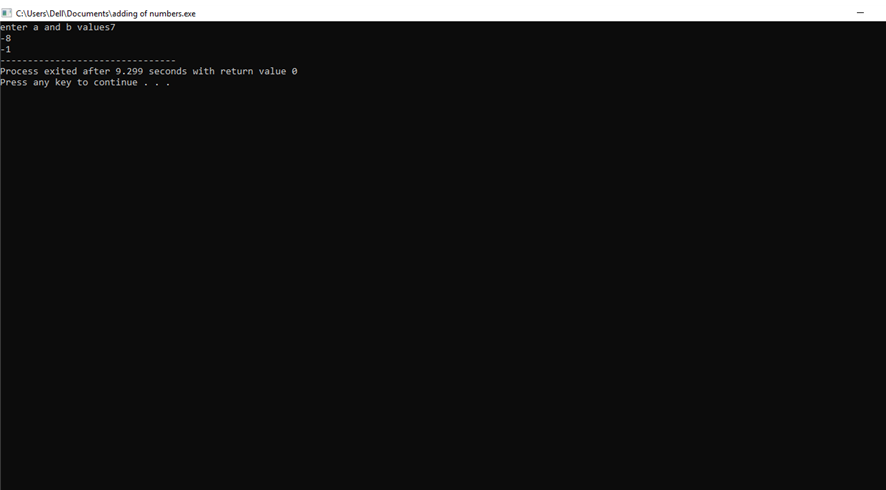 C:\Users\Dell\Documents\adding of numbers.exe
enter a and b values7
-8
-1
--------------------------------
Process exited after 9.299 seconds with return value 0
Press any key to continue . . .